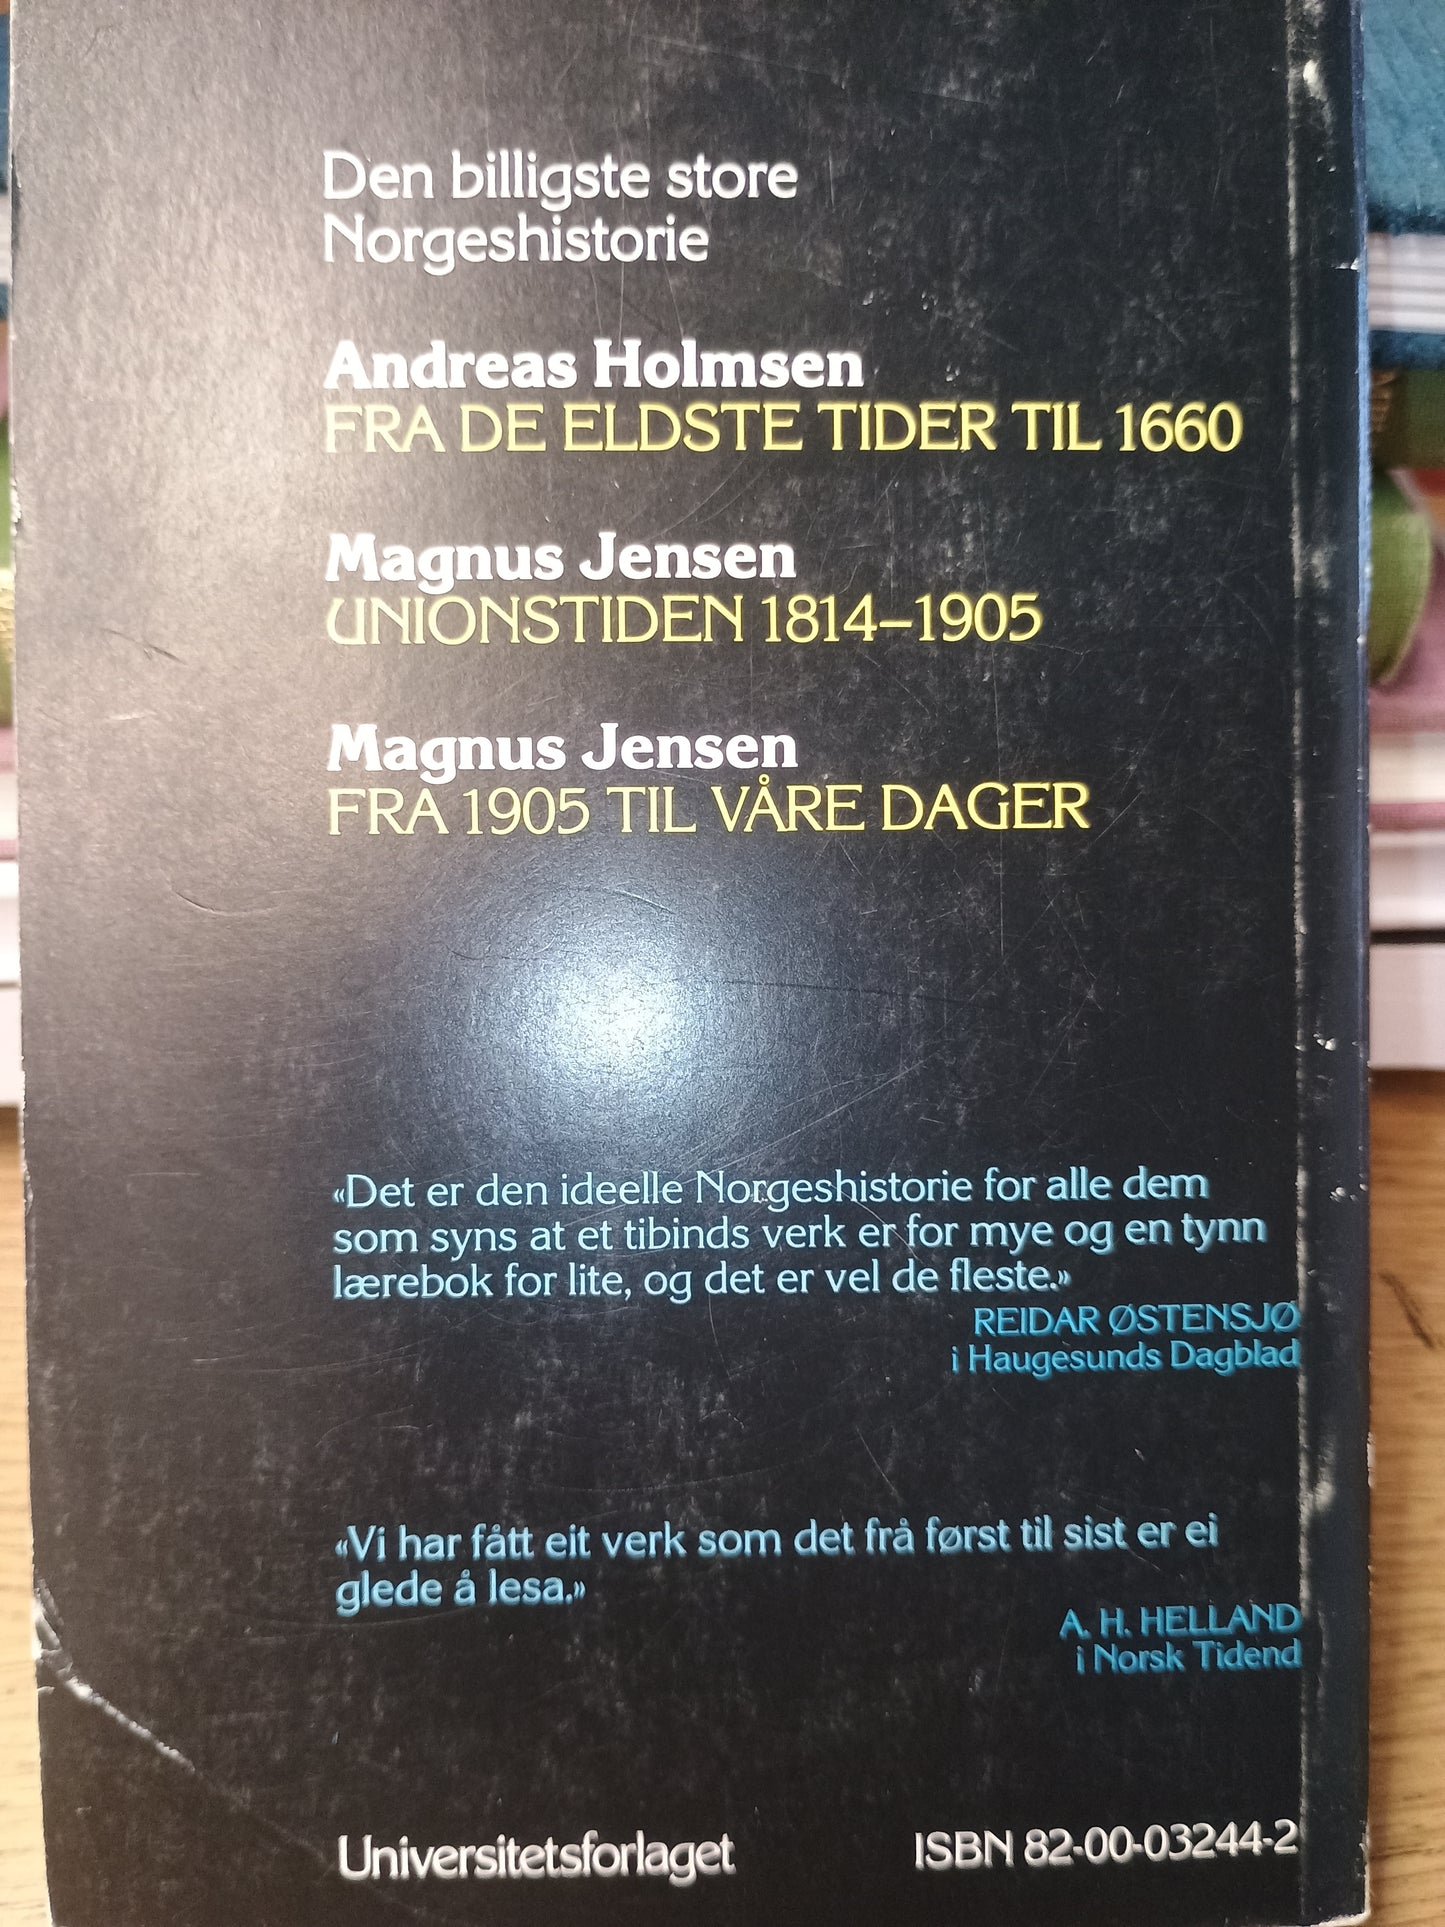 Den billigste store
Norgeshistorie
Andreas Holmsen
FRA DE ELDSTE TIDER TIL 1660
Magnus Jensen
UNIONSTIDEN 1814–1905
Magnus Jensen
FRA 1905 TIL VÅRE DAGER
«Det er den ideelle Norgeshistorie for alle dem
som syns at et tibinds verk er for mye og en tynn
lærebok for lite, og det er vel de fleste.»
REIDAR ØSTENSJØ
i Haugesunds Dagblad
«Vi har fått eit verk som det frå først til sist er ei
glede å lesa.»
A. H. HELLAND
i Norsk Tidend
Universitetsforlaget ISBN 82-00-03244-2